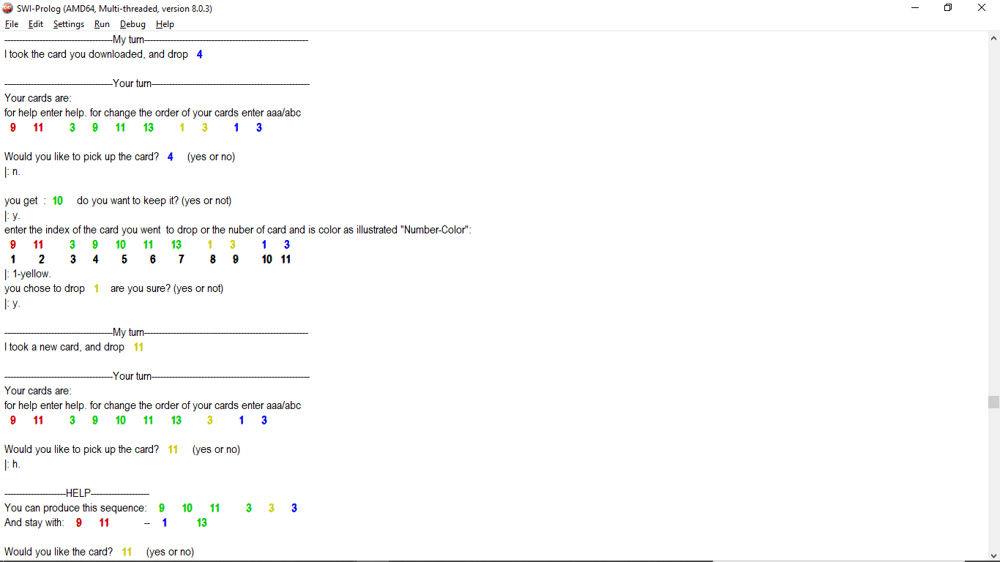 SWI-Prolog (AMD64, Multi-threaded, version 8.0.3)
File Edit Settings Run Debug Help
-------------------------------------My turn--------------------------------------------------------
I took the card you downloaded, and drop 4
-------------------------------------Your turn------------------------------------------------------
Your cards are:
for help enter help. for change the order of your cards enter aaa/abc
9 11 3 9 11 13 1 3 1 3
Would you like to pick up the card? 4 (yes or no)
|: n.
you get : 10 do you want to keep it? (yes or not)
|: y.
enter the index of the card you went to drop or the nuber of card and is color as illustrated "Number-Color":
9 11 3 9 10 11 13 1 3 1 3
1 2 3 4 5 6 7 8 9 10 11
|: 1-yellow.
you chose to drop 1 are you sure? (yes or not)
|: y.
-------------------------------------My turn--------------------------------------------------------
I took a new card, and drop 11
-------------------------------------Your turn------------------------------------------------------
Your cards are:
for help enter help. for change the order of your cards enter aaa/abc
9 11 3 9 10 11 13 3 1 3
Would you like to pick up the card? 11 (yes or no)
|: h.
---------------------HELP--------------------
You can produce this sequence: 9 10 11 3 3 3
And stay with: 9 11 -- 1 13
Would you like the card? 11 (yes or no)